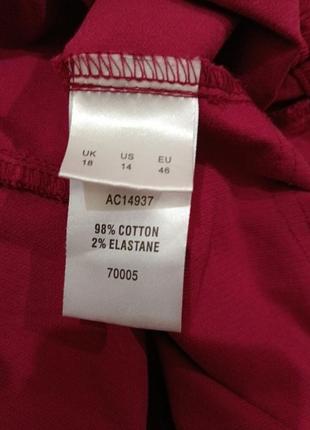 UK US EU
18 14 46
AC14937
98% COTTON
2% ELASTANE
70005